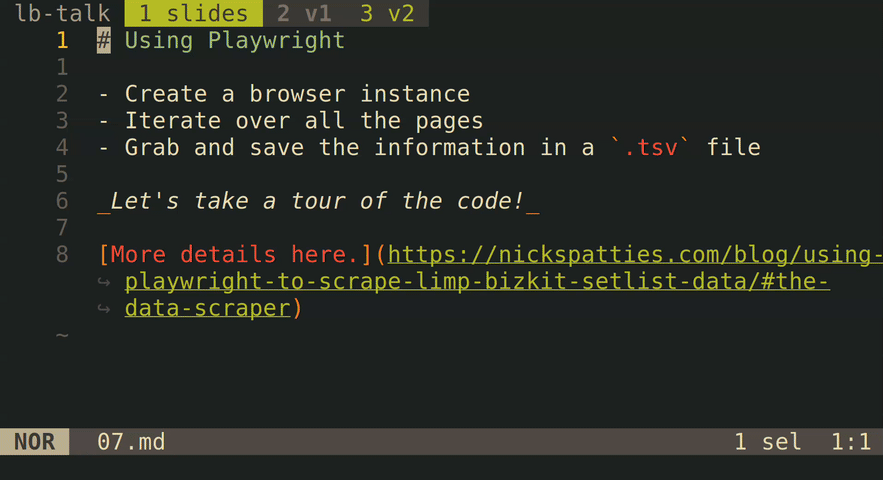 lb-talk 1 slides 2 v1 3 v2
1 # Using Playwright
1
2 - Create a browser instance
3 - Iterate over all the pages
4 - Grab and save the information in a `.tsv` file
5
6 _Let's take a tour of the code!_
7
8 [More details here.](https://nickspatties.com/blog/using-
↪ playwright-to-scrape-limp-bizkit-setlist-data/#the-
↪ data-scraper)
~
NOR 07.md 1 sel 1:1